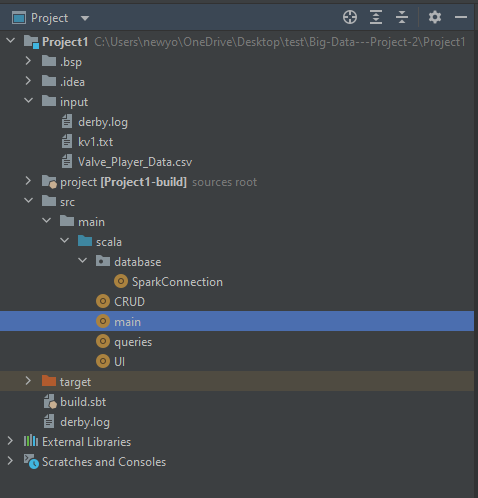 Project
Project1 C:\Users\newyo\OneDrive\Desktop\test\Big-Data---Project-2\Project1
.bsp
.idea
input
derby.log
kv1.txt
Valve_Player_Data.csv
project [Project1-build] sources root
src
main
scala
database
SparkConnection
CRUD
main
queries
UI
target
build.sbt
derby.log
External Libraries
Scratches and Consoles